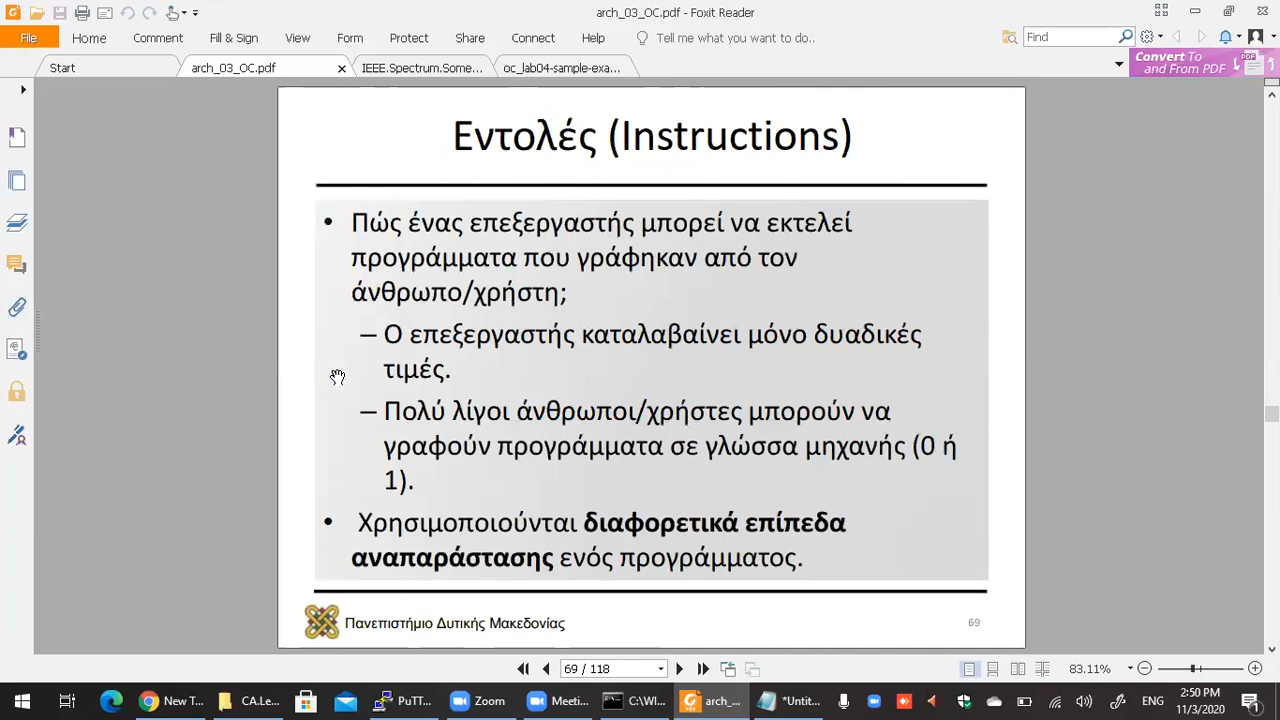 arch_03_OC.pdf - Foxit Reader
File Home Comment Fill & Sign View Form Protect Share Connect Help Tell me what you want to do.. Find
Start arch_03_OC.pdf IEEE.Spectrum.Some... oc_lab04-sample-exa... Convert To
and From PDF
PDF
Εντολές (Instructions)
• Πώς ένας επεξεργαστής μπορεί να εκτελεί
προγράμματα που γράφηκαν από τον
άνθρωπο/χρήστη;
– Ο επεξεργαστής καταλαβαίνει μόνο δυαδικές
τιμές.
– Πολύ λίγοι άνθρωποι/χρήστες μπορούν να
γραφούν προγράμματα σε γλώσσα μηχανής (0 ή
1).
• Χρησιμοποιούνται διαφορετικά επίπεδα
αναπαράστασης ενός προγράμματος.
Πανεπιστήμιο Δυτικής Μακεδονίας 69
69 / 118 83.11%
New T... CA.Le... PuTT... Zoom Meeti... C:\WI... arch_... *Untit... ENG 2:50 PM
11/3/2020